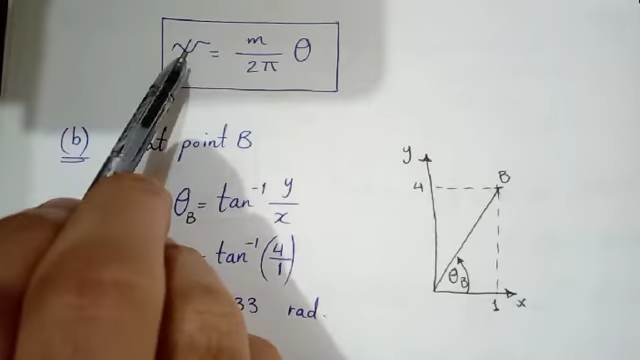 ψ = m/2π θ
(b) at point B
θ_B = tan⁻¹ y/x
= tan⁻¹ (4/1)
33 rad.
y
4
B
θ_B
1
x